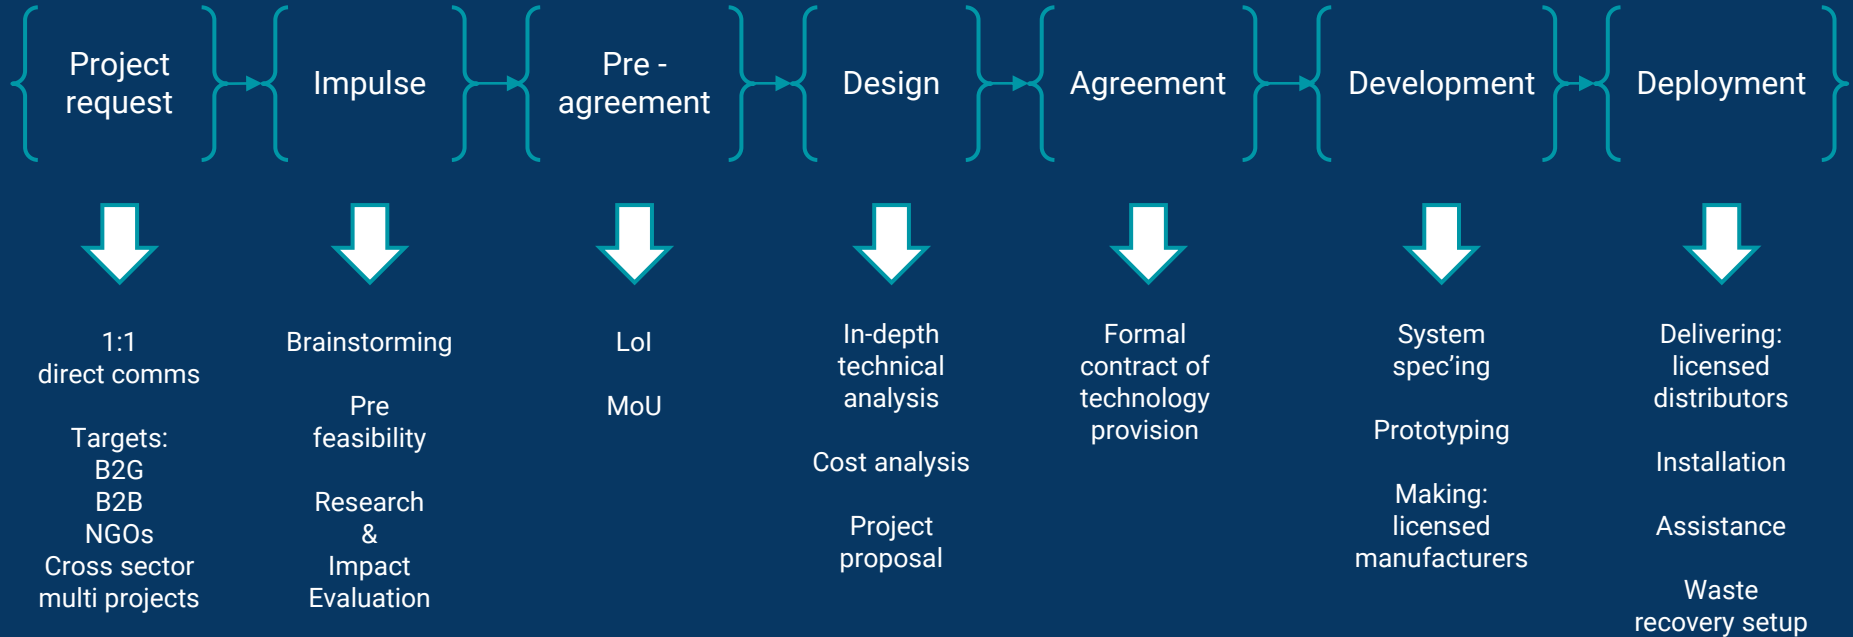 Project
request
Impulse
Pre -
agreement
Design
Agreement
Development
Deployment
1:1
direct comms
Targets:
B2G
B2B
NGOs
Cross sector
multi projects
Brainstorming
Pre
feasibility
Research
&
Impact
Evaluation
LoI
MoU
In-depth
technical
analysis
Cost analysis
Project
proposal
Formal
contract of
technology
provision
System
spec’ing
Prototyping
Making:
licensed
manufacturers
Delivering:
licensed
distributors
Installation
Assistance
Waste
recovery setup